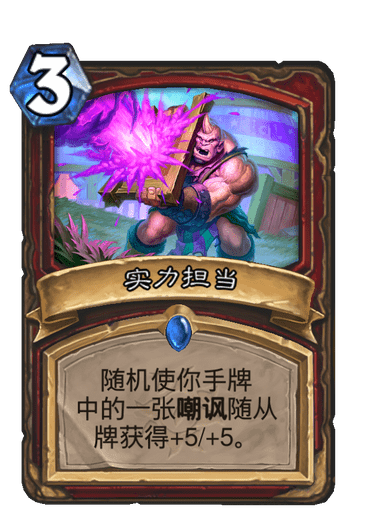 3
实力担当
随机使你手牌
中的一张嘲讽随从
牌获得+5/+5。